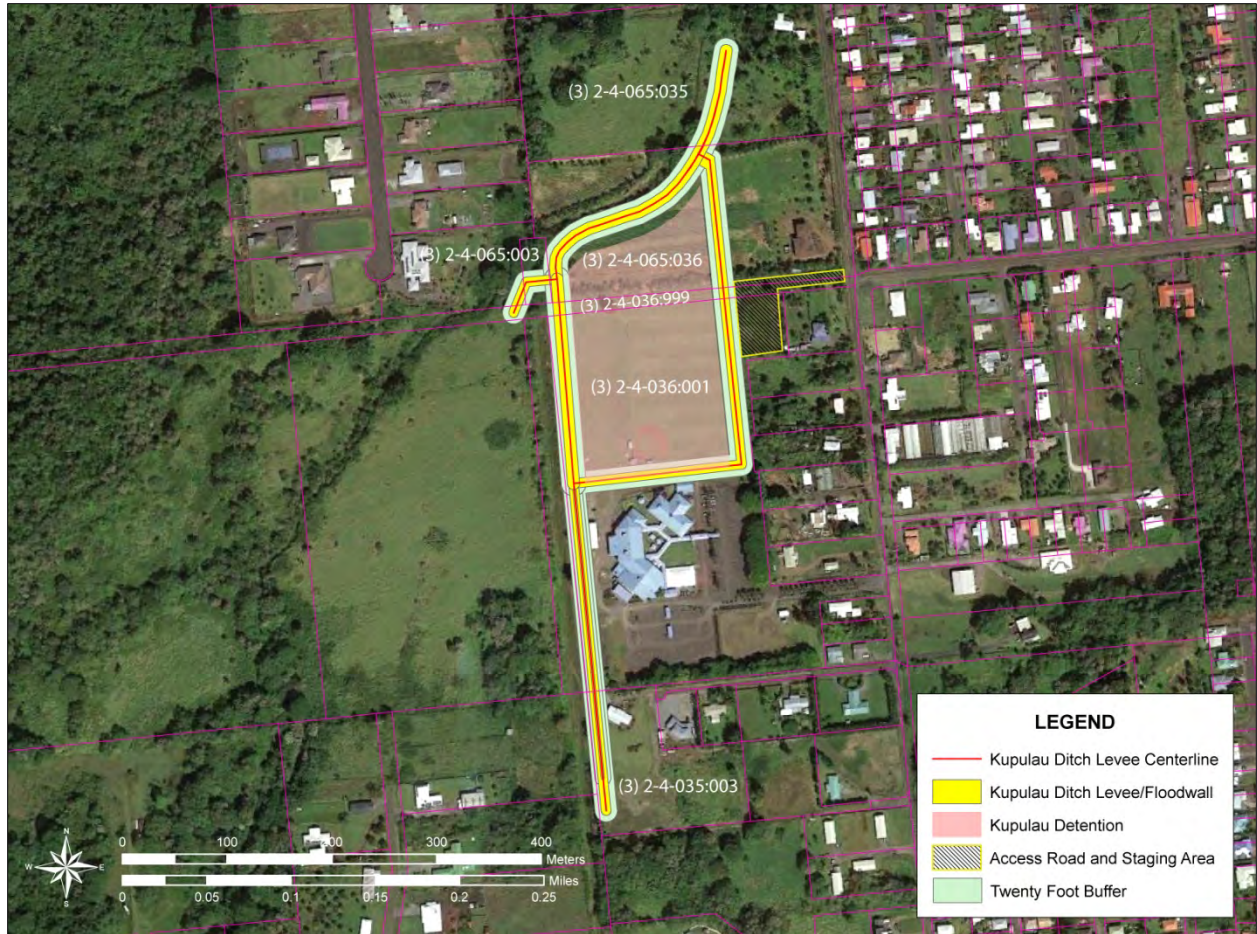 (3) 2-4-065:035
(3) 2-4-065:003
(3) 2-4-065:036
(3) 2-4-036:999
(3) 2-4-036:001
(3) 2-4-035:003
LEGEND
Kupulau Ditch Levee Centerline
Kupulau Ditch Levee/Floodwall
Kupulau Detention
Access Road and Staging Area
Twenty Foot Buffer
N
W E
S
0 100 200 300 400
Meters
Miles
0 0.05 0.1 0.15 0.2 0.25